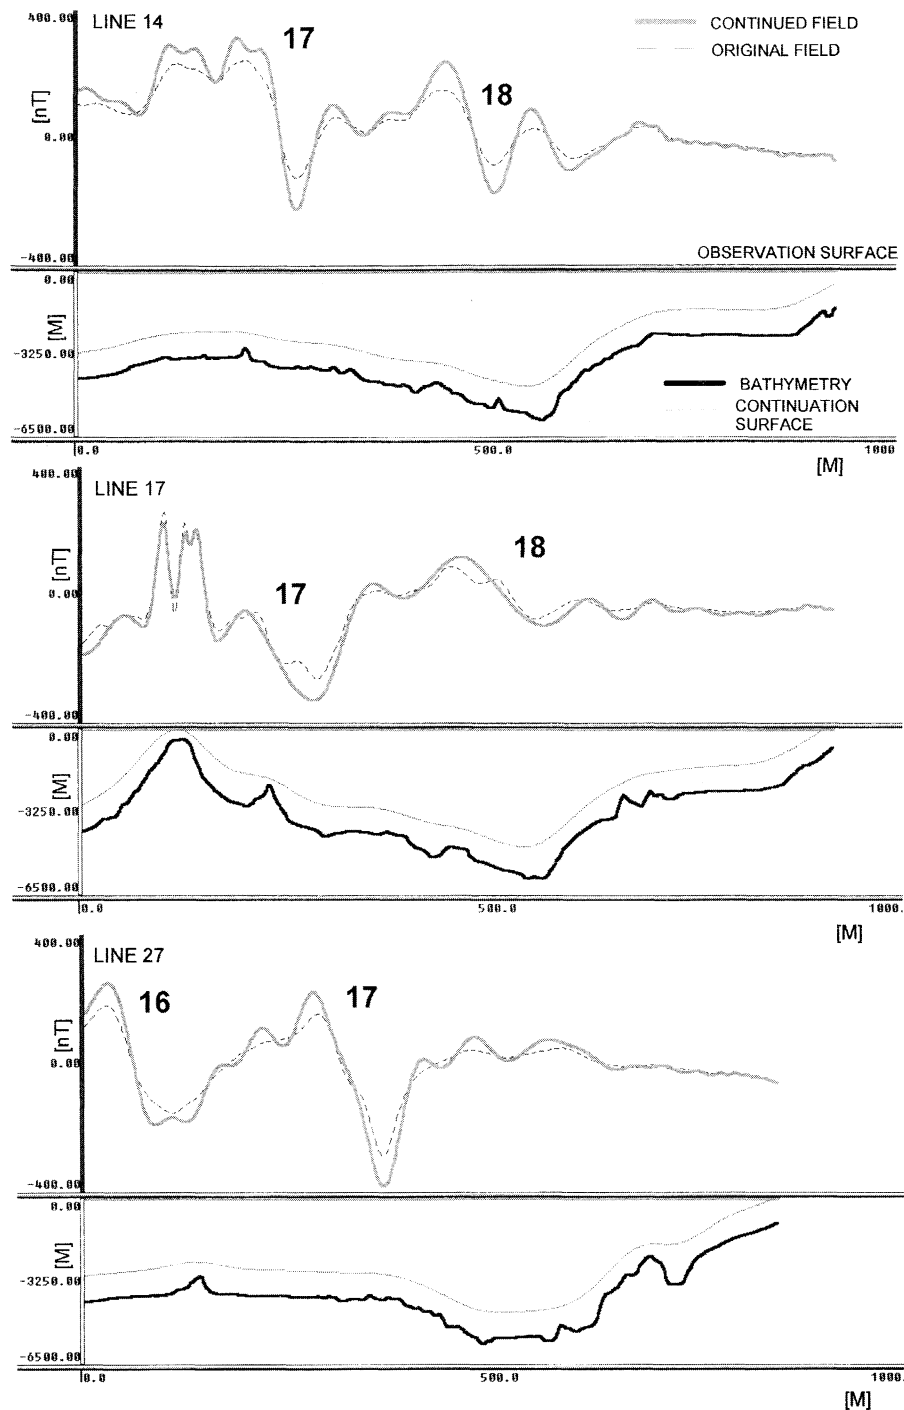 400.00
LINE 14
17
CONTINUED FIELD
ORIGINAL FIELD
18
[nT]
0.00
-400.00
OBSERVATION SURFACE
0.00
[M]
-3250.00
BATHYMETRY
CONTINUATION
SURFACE
-6500.00
0.0
500.0
1000
[M]
400.00
LINE 17
18
17
[nT]
0.00
-400.00
0.00
[M]
-3250.00
-6500.00
0.0
500.0
1000.
[M]
400.00
LINE 27
16
17
[nT]
0.00
-400.00
0.00
[M]
-3250.00
-6500.00
0.0
500.0
1000.
[M]